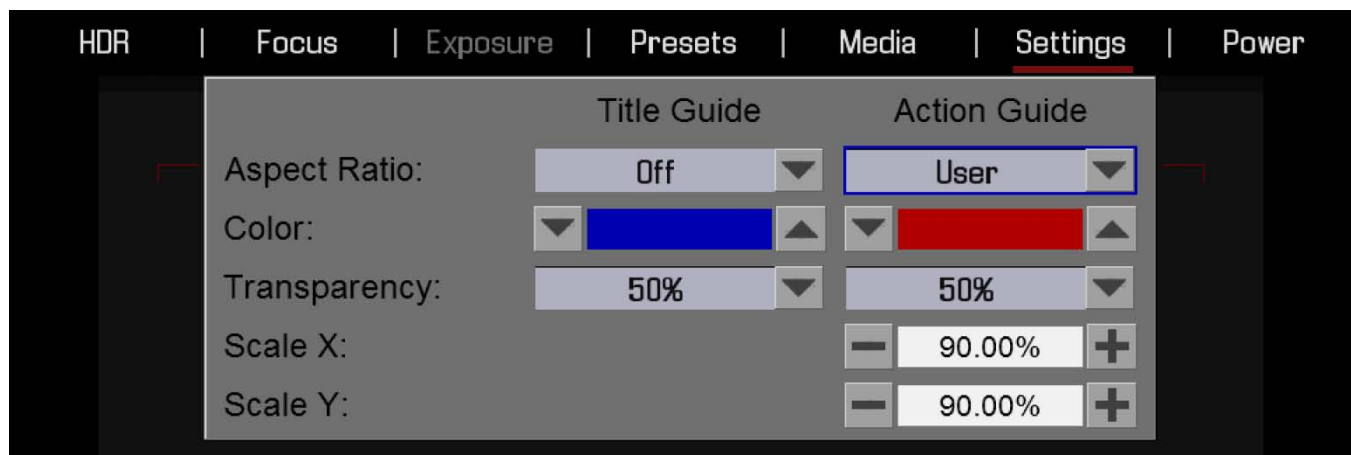 HDR | Focus | Exposure | Presets | Media | Settings | Power
Title Guide Action Guide
Aspect Ratio: Off User
Color:
Transparency: 50% 50%
Scale X: 90.00%
Scale Y: 90.00%